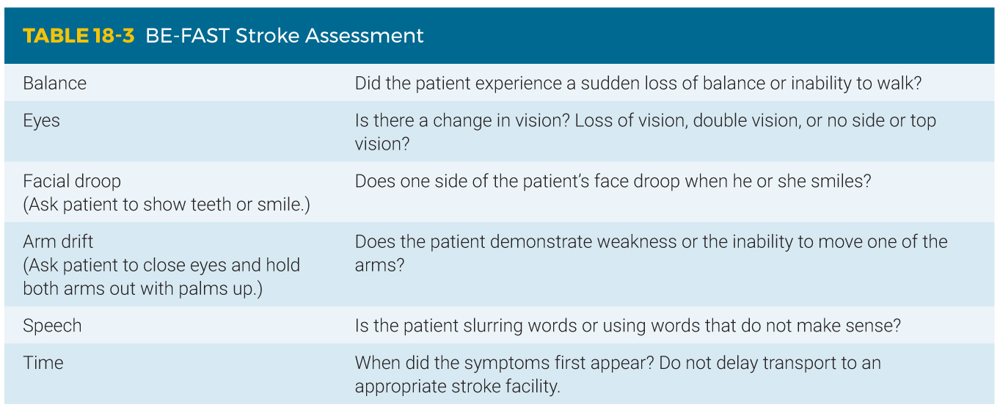 TABLE 18-3 BE-FAST Stroke Assessment
Balance
Did the patient experience a sudden loss of balance or inability to walk?
Eyes
Is there a change in vision? Loss of vision, double vision, or no side or top
vision?
Facial droop
(Ask patient to show teeth or smile.)
Does one side of the patient’s face droop when he or she smiles?
Arm drift
(Ask patient to close eyes and hold
both arms out with palms up.)
Does the patient demonstrate weakness or the inability to move one of the
arms?
Speech
Is the patient slurring words or using words that do not make sense?
Time
When did the symptoms first appear? Do not delay transport to an
appropriate stroke facility.